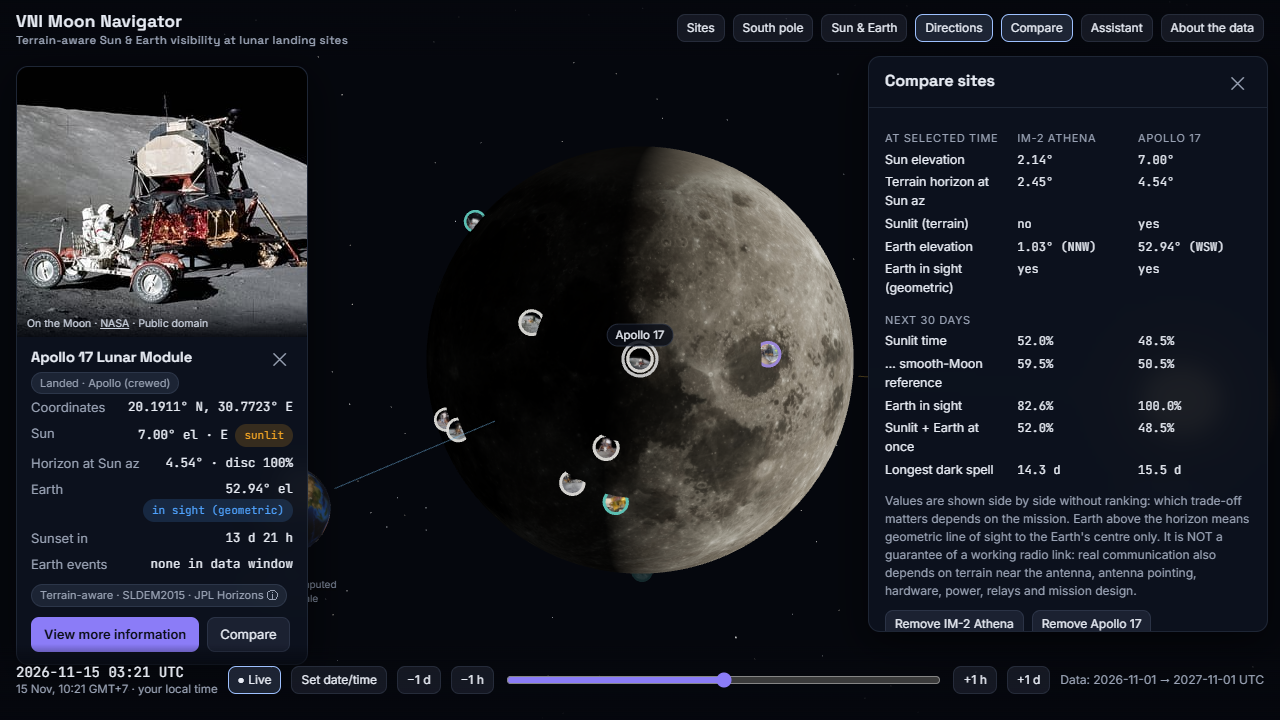 VNI Moon Navigator
Terrain-aware Sun & Earth visibility at lunar landing sites
Sites
South pole
Sun & Earth
Directions
Compare
Assistant
About the data
On the Moon · NASA · Public domain
Apollo 17 Lunar Module
Landed · Apollo (crewed)
Coordinates 20.1911° N, 30.7723° E
Sun 7.00° el · E sunlit
Horizon at Sun az 4.54° · disc 100%
Earth 52.94° el
in sight (geometric)
Sunset in 13 d 21 h
Earth events none in data window
Terrain-aware · SLDEM2015 · JPL Horizons ⓘ
View more information
Compare
Apollo 17
Compare sites
AT SELECTED TIME IM-2 ATHENA APOLLO 17
Sun elevation 2.14° 7.00°
Terrain horizon at 2.45° 4.54°
Sun az
Sunlit (terrain) no yes
Earth elevation 1.03° (NNW) 52.94° (WSW)
Earth in sight yes yes
(geometric)
NEXT 30 DAYS
Sunlit time 52.0% 48.5%
... smooth-Moon 59.5% 50.5%
reference
Earth in sight 82.6% 100.0%
Sunlit + Earth at 52.0% 48.5%
once
Longest dark spell 14.3 d 15.5 d
Values are shown side by side without ranking: which trade-off
matters depends on the mission. Earth above the horizon means
geometric line of sight to the Earth's centre only. It is NOT a
guarantee of a working radio link: real communication also
depends on terrain near the antenna, antenna pointing,
hardware, power, relays and mission design.
Remove IM-2 Athena
Remove Apollo 17
2026-11-15 03:21 UTC
15 Nov, 10:21 GMT+7 · your local time
● Live
Set date/time
−1 d
−1 h
+1 h
+1 d
Data: 2026-11-01 → 2027-11-01 UTC